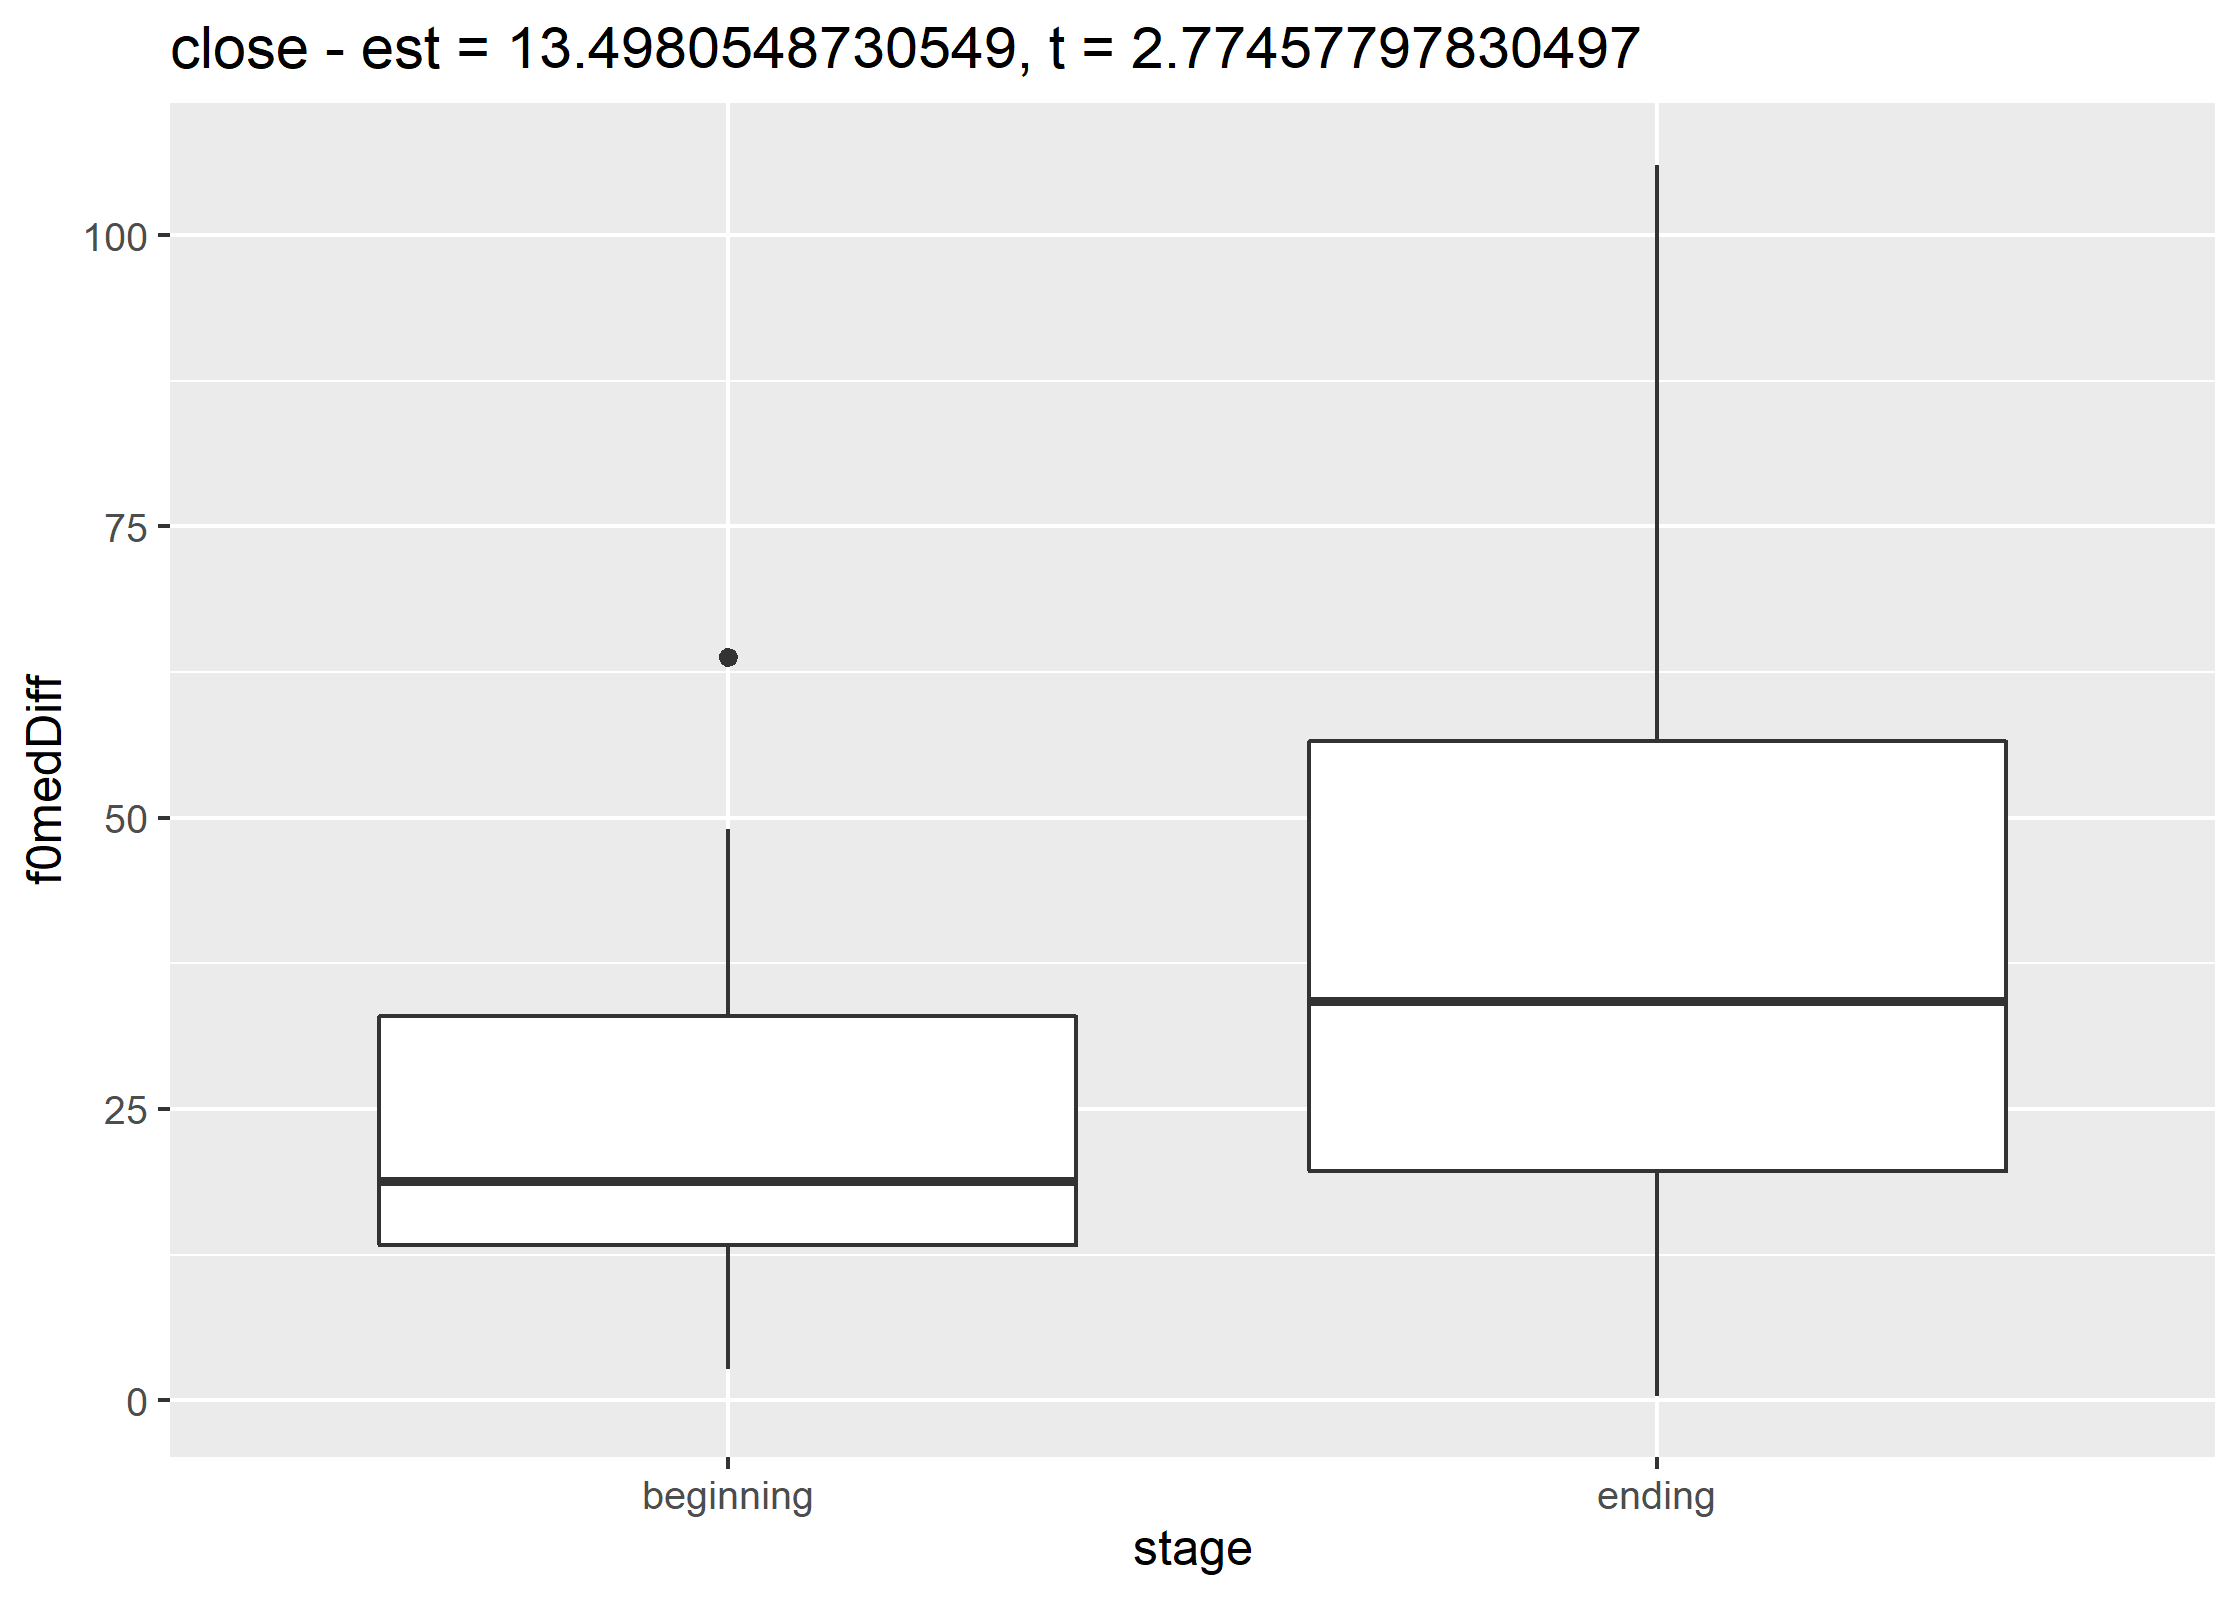 close - est = 13.4980548730549, t = 2.77457797830497
f0medDiff
100
75
50
25
0
beginning
ending
stage